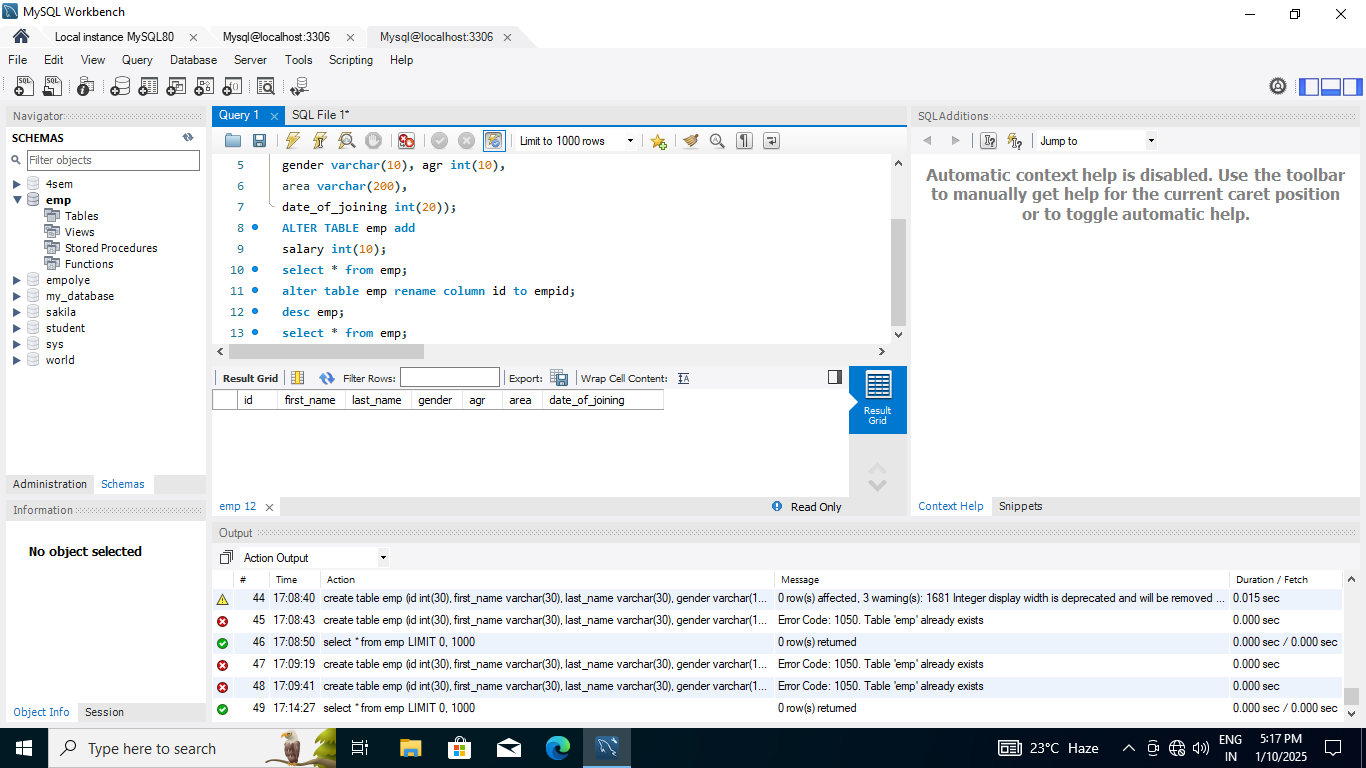 MySQL Workbench
Local instance MySQL80 Mysql@localhost:3306 Mysql@localhost:3306
File Edit View Query Database Server Tools Scripting Help
Navigator
SCHEMAS
Filter objects
4sem
emp
Tables
Views
Stored Procedures
Functions
empolye
my_database
sakila
student
sys
world
Administration Schemas
Information
No object selected
Object Info Session
Query 1 SQL File 1*
Limit to 1000 rows
5 gender varchar(10), agr int(10),
6 area varchar(200),
7 date_of_joining int(20));
8 ALTER TABLE emp add
9 salary int(10);
10 select * from emp;
11 alter table emp rename column id to empid;
12 desc emp;
13 select * from emp;
Result Grid Filter Rows: Export: Wrap Cell Content:
id first_name last_name gender agr area date_of_joining
Result
Grid
emp 12 Read Only
SQLAdditions
Jump to
Automatic context help is disabled. Use the toolbar
to manually get help for the current caret position
or to toggle automatic help.
Context Help Snippets
Output
Action Output
# Time Action Message Duration / Fetch
44 17:08:40 create table emp (id int(30), first_name varchar(30), last_name varchar(30), gender varchar(1... 0 row(s) affected, 3 warning(s): 1681 Integer display width is deprecated and will be removed ... 0.015 sec
45 17:08:43 create table emp (id int(30), first_name varchar(30), last_name varchar(30), gender varchar(1... Error Code: 1050. Table 'emp' already exists 0.000 sec
46 17:08:50 select * from emp LIMIT 0, 1000 0 row(s) returned 0.000 sec / 0.000 sec
47 17:09:19 create table emp (id int(30), first_name varchar(30), last_name varchar(30), gender varchar(1... Error Code: 1050. Table 'emp' already exists 0.000 sec
48 17:09:41 create table emp (id int(30), first_name varchar(30), last_name varchar(30), gender varchar(1... Error Code: 1050. Table 'emp' already exists 0.000 sec
49 17:14:27 select * from emp LIMIT 0, 1000 0 row(s) returned 0.000 sec / 0.000 sec
Type here to search
23°C Haze
ENG
IN
5:17 PM
1/10/2025